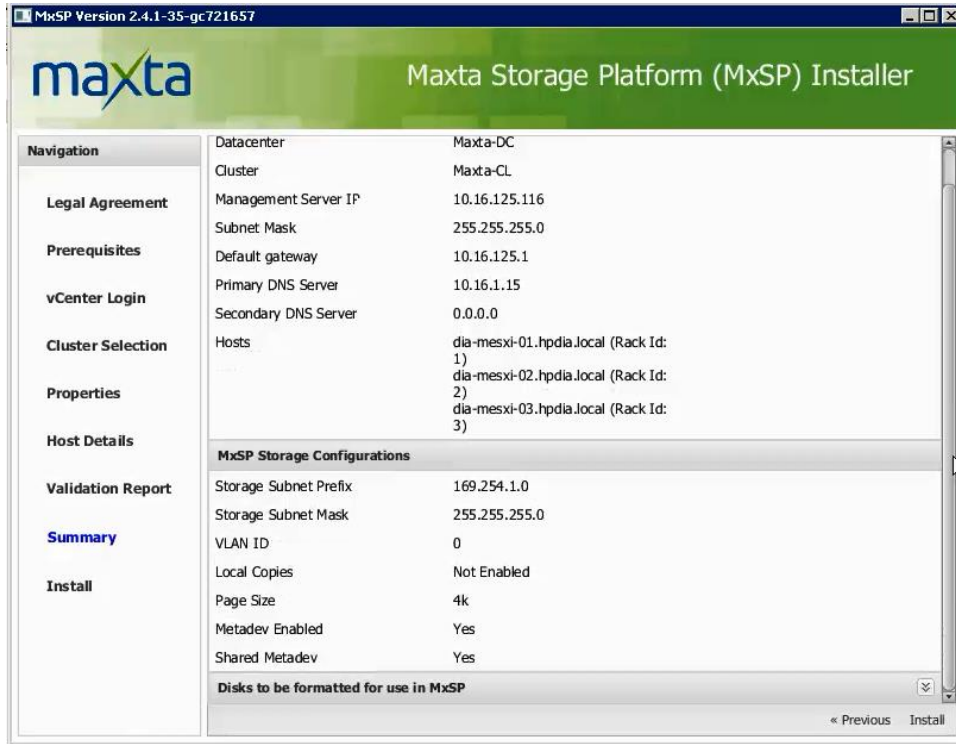 MxSP Version 2.4.1-35-gc721657
maxta
Maxta Storage Platform (MxSP) Installer
Navigation
Legal Agreement
Prerequisites
vCenter Login
Cluster Selection
Properties
Host Details
Validation Report
Summary
Install
Datacenter Maxta-DC
Cluster Maxta-CL
Management Server IP 10.16.125.116
Subnet Mask 255.255.255.0
Default gateway 10.16.125.1
Primary DNS Server 10.16.1.15
Secondary DNS Server 0.0.0.0
Hosts dia-mesxi-01.hpdia.local (Rack Id:
1)
dia-mesxi-02.hpdia.local (Rack Id:
2)
dia-mesxi-03.hpdia.local (Rack Id:
3)
MxSP Storage Configurations
Storage Subnet Prefix 169.254.1.0
Storage Subnet Mask 255.255.255.0
VLAN ID 0
Local Copies Not Enabled
Page Size 4k
Metadev Enabled Yes
Shared Metadev Yes
Disks to be formatted for use in MxSP
« Previous Install